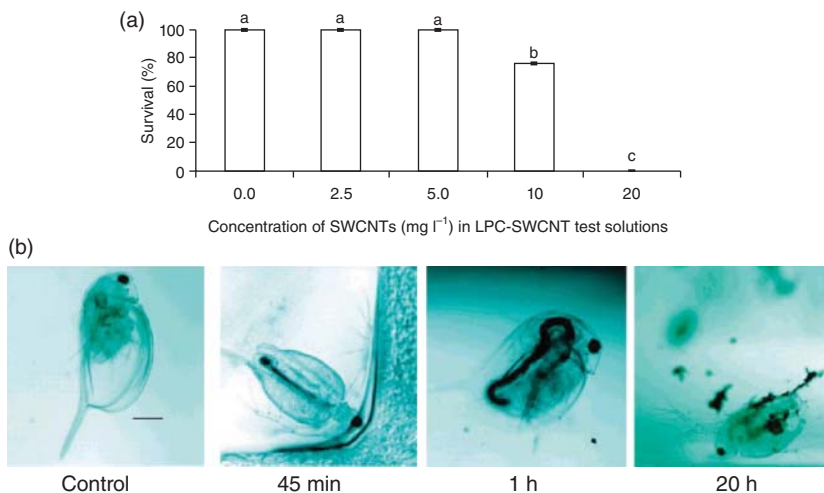 (a)
Survival (%)
100
80
60
40
20
0
a
a
a
b
c
0.0 2.5 5.0 10 20
Concentration of SWCNTs (mg l⁻¹) in LPC-SWCNT test solutions
(b)
Control 45 min 1 h 20 h